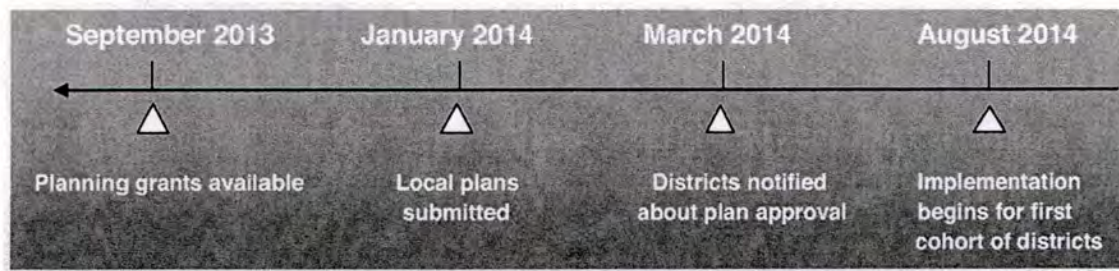 September 2013 January 2014 March 2014 August 2014
Planning grants available
Local plans
submitted
Districts notified
about plan approval
Implementation
begins for first
cohort of districts